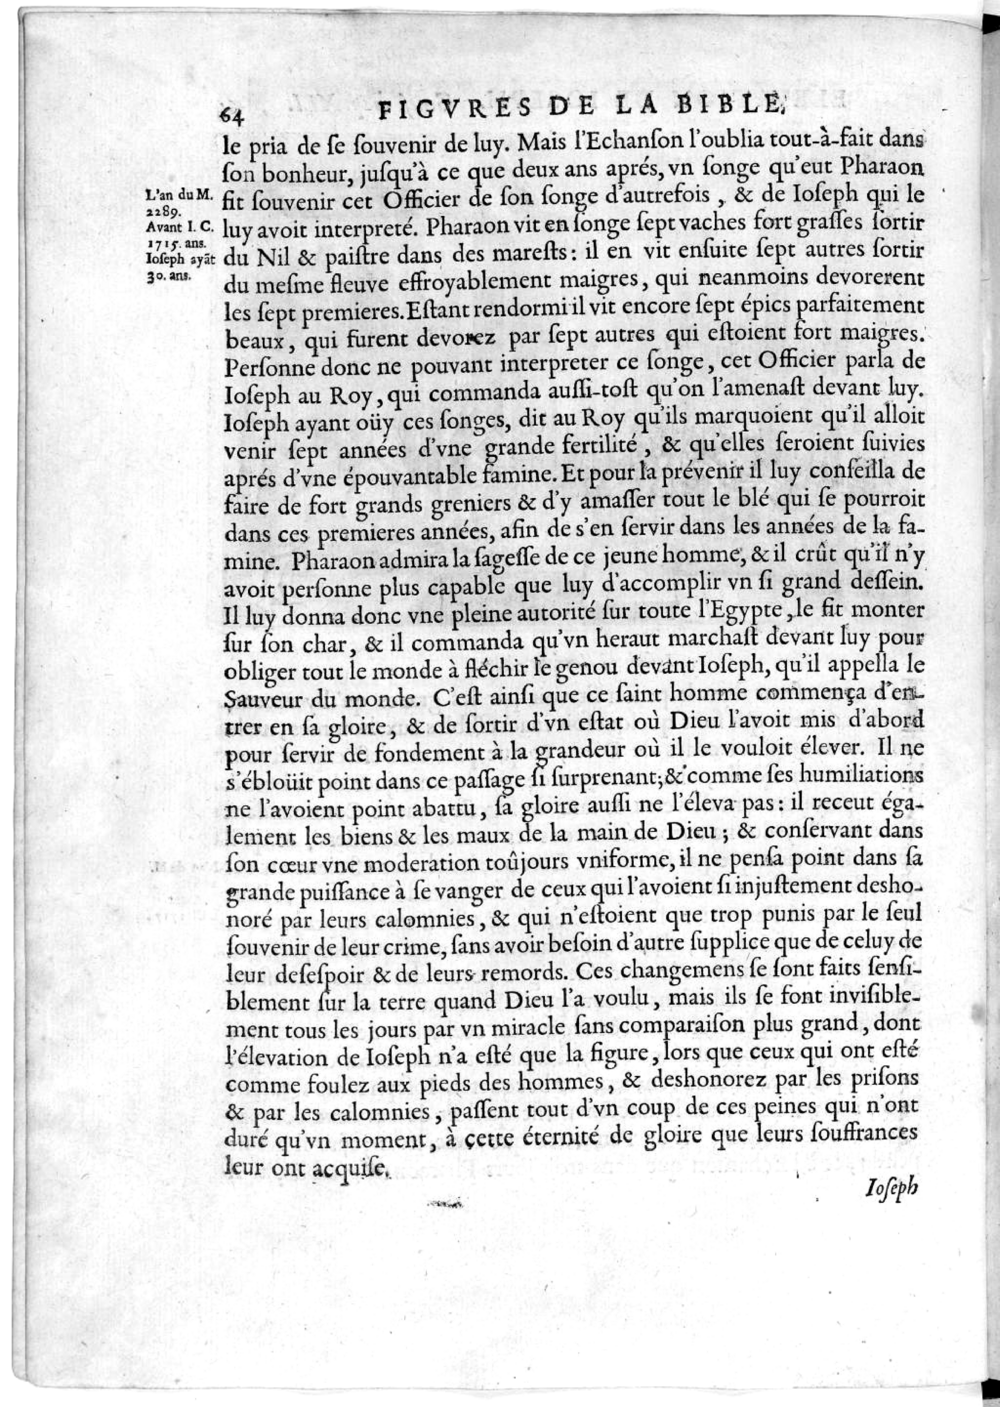 64 FIGVRES DE LA BIBLE,
le pria de ſe ſouvenir de luy. Mais l'Echanſon l'oublia tout-à-fait dans
ſon bonheur, juſqu'à ce que deux ans aprés, vn ſonge qu'eut Pharaon
L'an du M.
2289.
Avant I. C.
1715. ans.
Ioſeph ayãt
30. ans.
fit ſouvenir cet Officier de ſon ſonge d'autrefois, & de Ioſeph qui le
luy avoit interpreté. Pharaon vit en ſonge ſept vaches fort graſſes ſortir
du Nil & paiſtre dans des mareſts: il en vit enſuite ſept autres ſortir
du meſme fleuve effroyablement maigres, qui neanmoins devorerent
les ſept premieres. Eſtant rendormi il vit encore ſept épics parfaitement
beaux, qui furent devorez par ſept autres qui eſtoient fort maigres.
Perſonne donc ne pouvant interpreter ce ſonge, cet Officier parla de
Ioſeph au Roy, qui commanda auſſi-toſt qu'on l'amenaſt devant luy.
Ioſeph ayant oüy ces ſonges, dit au Roy qu'ils marquoient qu'il alloit
venir ſept années d'vne grande fertilité, & qu'elles ſeroient ſuivies
aprés d'vne épouvantable famine. Et pour la prévenir il luy conſeilla de
faire de fort grands greniers & d'y amaſſer tout le blé qui ſe pourroit
dans ces premieres années, afin de s'en ſervir dans les années de la fa-
mine. Pharaon admira la ſageſſe de ce jeune homme, & il crût qu'il n'y
avoit perſonne plus capable que luy d'accomplir vn ſi grand deſſein.
Il luy donna donc vne pleine autorité ſur toute l'Egypte, le fit monter
ſur ſon char, & il commanda qu'vn heraut marchaſt devant luy pour
obliger tout le monde à fléchir le genou devant Ioſeph, qu'il appella le
Sauveur du monde. C'eſt ainſi que ce ſaint homme commença d'en-
trer en ſa gloire, & de ſortir d'vn eſtat où Dieu l'avoit mis d'abord
pour ſervir de fondement à la grandeur où il le vouloit élever. Il ne
s'ébloüit point dans ce paſſage ſi ſurprenant; & comme ſes humiliations
ne l'avoient point abattu, ſa gloire auſſi ne l'éleva pas: il receut éga-
lement les biens & les maux de la main de Dieu; & conſervant dans
ſon cœur vne moderation toûjours vniforme, il ne penſa point dans ſa
grande puiſſance à ſe vanger de ceux qui l'avoient ſi injuſtement desho-
noré par leurs calomnies, & qui n'eſtoient que trop punis par le ſeul
ſouvenir de leur crime, ſans avoir beſoin d'autre ſupplice que de celuy de
leur deſeſpoir & de leurs remords. Ces changemens ſe ſont faits ſenſi-
blement ſur la terre quand Dieu l'a voulu, mais ils ſe font inviſible-
ment tous les jours par vn miracle ſans comparaiſon plus grand, dont
l'élevation de Ioſeph n'a eſté que la figure, lors que ceux qui ont eſté
comme foulez aux pieds des hommes, & deshonorez par les priſons
& par les calomnies, paſſent tout d'vn coup de ces peines qui n'ont
duré qu'vn moment, à cette éternité de gloire que leurs ſouffrances
leur ont acquiſe.
Ioſeph